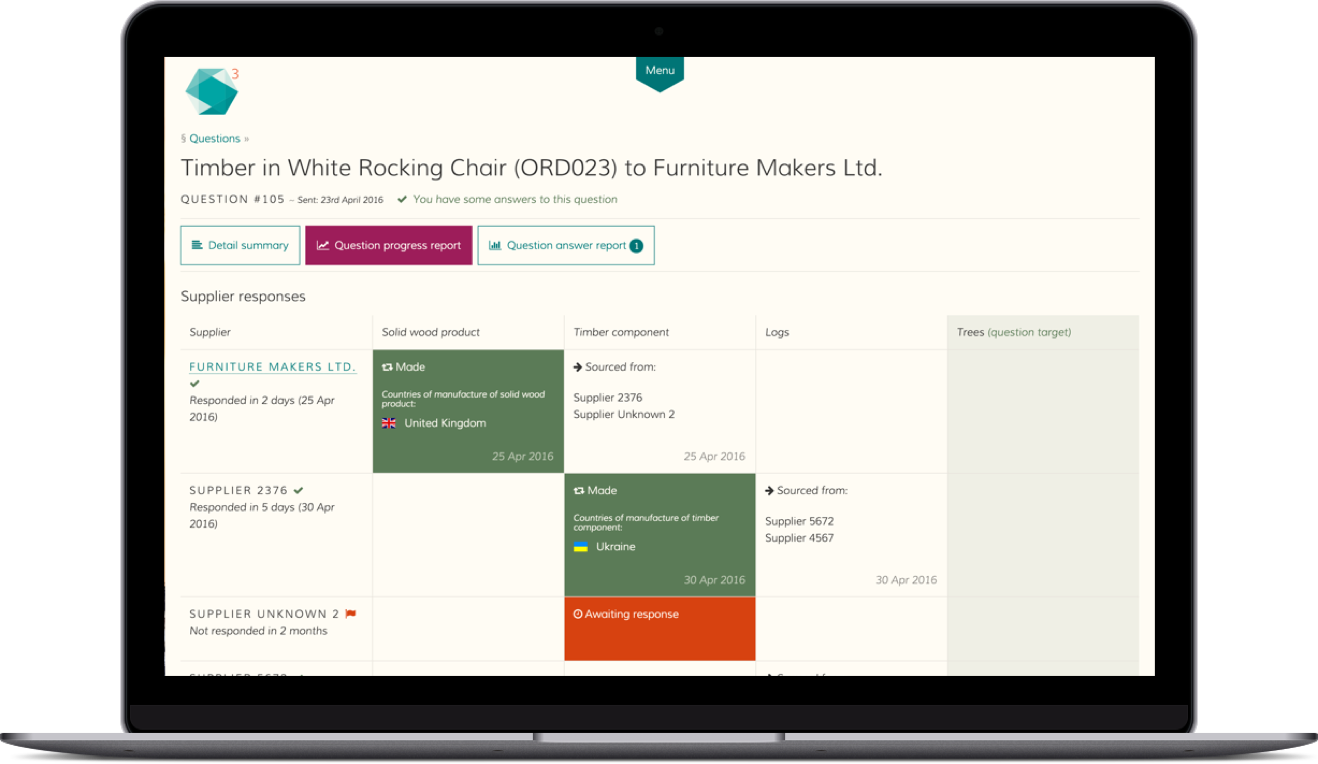 3
Menu
§ Questions »
Timber in White Rocking Chair (ORD023) to Furniture Makers Ltd.
QUESTION #105 – Sent: 23rd April 2016 ✔ You have some answers to this question
Detail summary Question progress report Question answer report 1
Supplier responses
Supplier Solid wood product Timber component Logs Trees (question target)
FURNITURE MAKERS LTD. ✔
Responded in 2 days (25 Apr
2016)
Made
Countries of manufacture of solid wood
product:
United Kingdom
25 Apr 2016
➔ Sourced from:
Supplier 2376
Supplier Unknown 2
25 Apr 2016
SUPPLIER 2376 ✔
Responded in 5 days (30 Apr
2016)
Made
Countries of manufacture of timber
component:
Ukraine
30 Apr 2016
➔ Sourced from:
Supplier 5672
Supplier 4567
30 Apr 2016
SUPPLIER UNKNOWN 2
Not responded in 2 months
Awaiting response